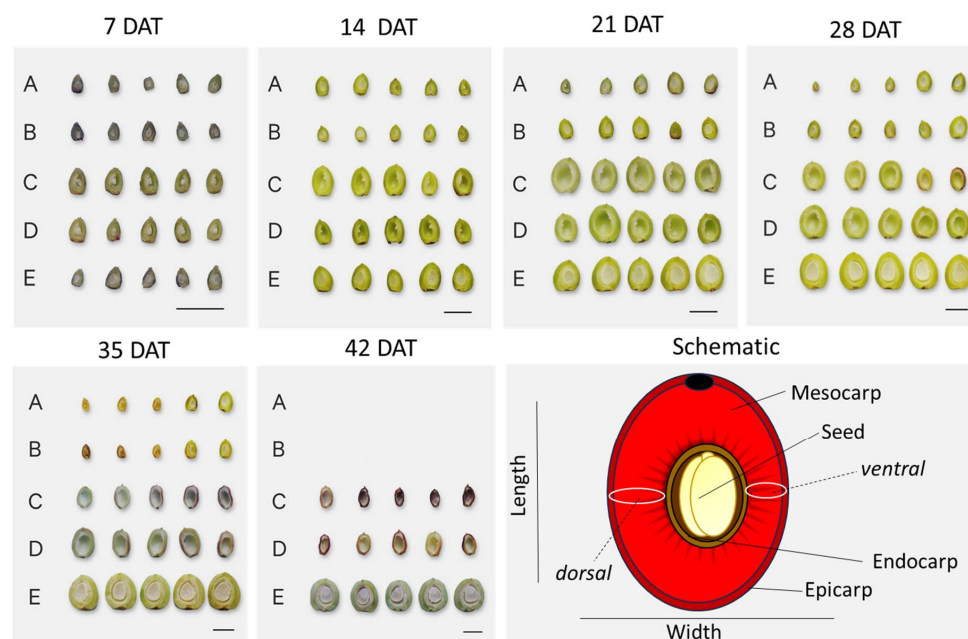 7 DAT
A
B
C
D
E
14 DAT
A
B
C
D
E
21 DAT
A
B
C
D
E
28 DAT
A
B
C
D
E
35 DAT
A
B
C
D
E
42 DAT
A
B
C
D
E
Schematic
Mesocarp
Seed
ventral
Length
dorsal
Endocarp
Epicarp
Width